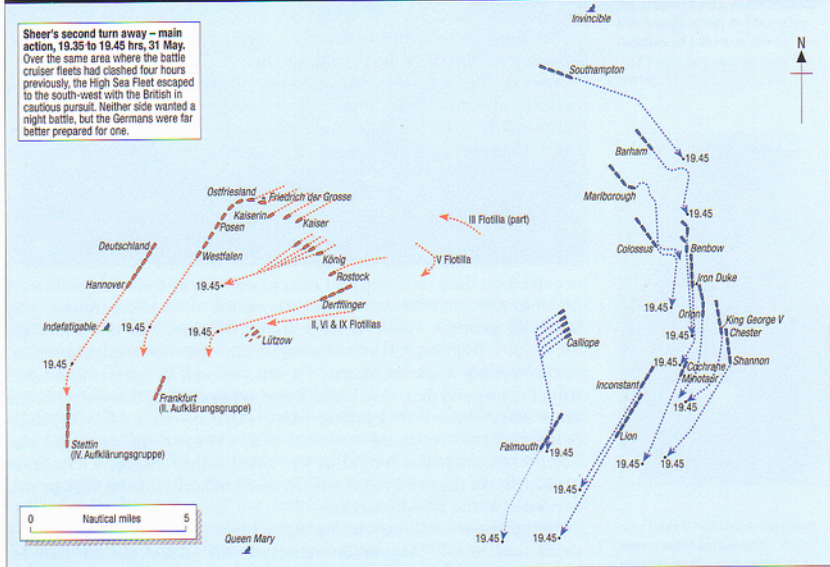 Sheer's second turn away – main
action, 19.35 to 19.45 hrs, 31 May.
Over the same area where the battle
cruiser fleets had clashed four hours
previously, the High Sea Fleet escaped
to the south-west with the British in
cautious pursuit. Neither side wanted a
night battle, but the Germans were far
better prepared for one.
Invincible
N
Southampton
Barham
19.45
Marlborough
19.45
Ostfriesland
Friedrich der Grosse
Kaiserin
Posen
Kaiser
III Flotilla (part)
Deutschland
Westfalen
König
V Flotilla
Colossus
Benbow
Hannover
19.45
Rostock
Iron Duke
Derfflinger
19.45
Orion
King George V
Chester
Indefatigable
19.45
19.45
II, VI & IX Flotillas
Lützow
Calliope
19.45
Shannon
19.45
19.45
Cochrane
Minotaur
Frankfurt
(II. Aufklärungsgruppe)
Inconstant
19.45
Stettin
(IV. Aufklärungsgruppe)
Falmouth
Lion
19.45
19.45
19.45
19.45
0 Nautical miles 5
Queen Mary
19.45
19.45